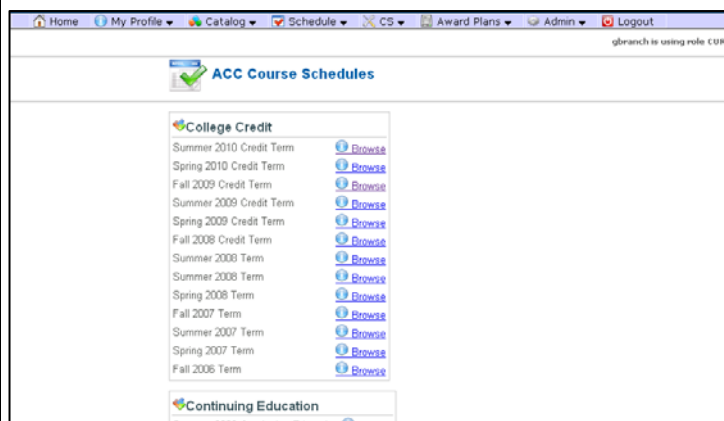 Home My Profile Catalog Schedule CS Award Plans Admin Logout
gbranch is using role CUR
ACC Course Schedules
College Credit
Summer 2010 Credit Term Browse
Spring 2010 Credit Term Browse
Fall 2009 Credit Term Browse
Summer 2009 Credit Term Browse
Spring 2009 Credit Term Browse
Fall 2008 Credit Term Browse
Summer 2008 Term Browse
Summer 2008 Term Browse
Spring 2008 Term Browse
Fall 2007 Term Browse
Summer 2007 Term Browse
Spring 2007 Term Browse
Fall 2006 Term Browse
Continuing Education